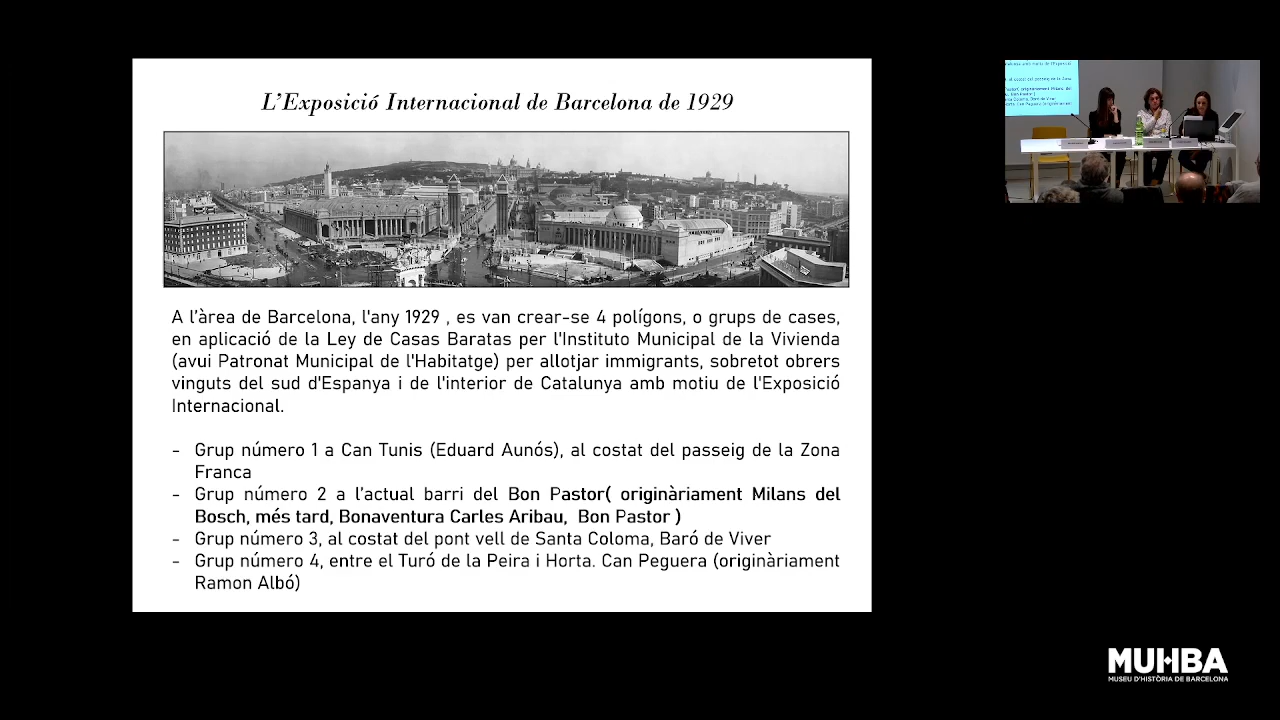 L'Exposició Internacional de Barcelona de 1929
A l'àrea de Barcelona, l'any 1929 , es van crear-se 4 polígons, o grups de cases,
en aplicació de la Ley de Casas Baratas per l'Instituto Municipal de la Vivienda
(avui Patronat Municipal de l'Habitatge) per allotjar immigrants, sobretot obrers
vinguts del sud d'Espanya i de l'interior de Catalunya amb motiu de l'Exposició
Internacional.
- Grup número 1 a Can Tunis (Eduard Aunós), al costat del passeig de la Zona
Franca
- Grup número 2 a l'actual barri del Bon Pastor( originàriament Milans del
Bosch, més tard, Bonaventura Carles Aribau, Bon Pastor )
- Grup número 3, al costat del pont vell de Santa Coloma, Baró de Viver
- Grup número 4, entre el Turó de la Peira i Horta. Can Peguera (originàriament
Ramon Albó)
MUHBA
MUSEU D'HISTÒRIA DE BARCELONA